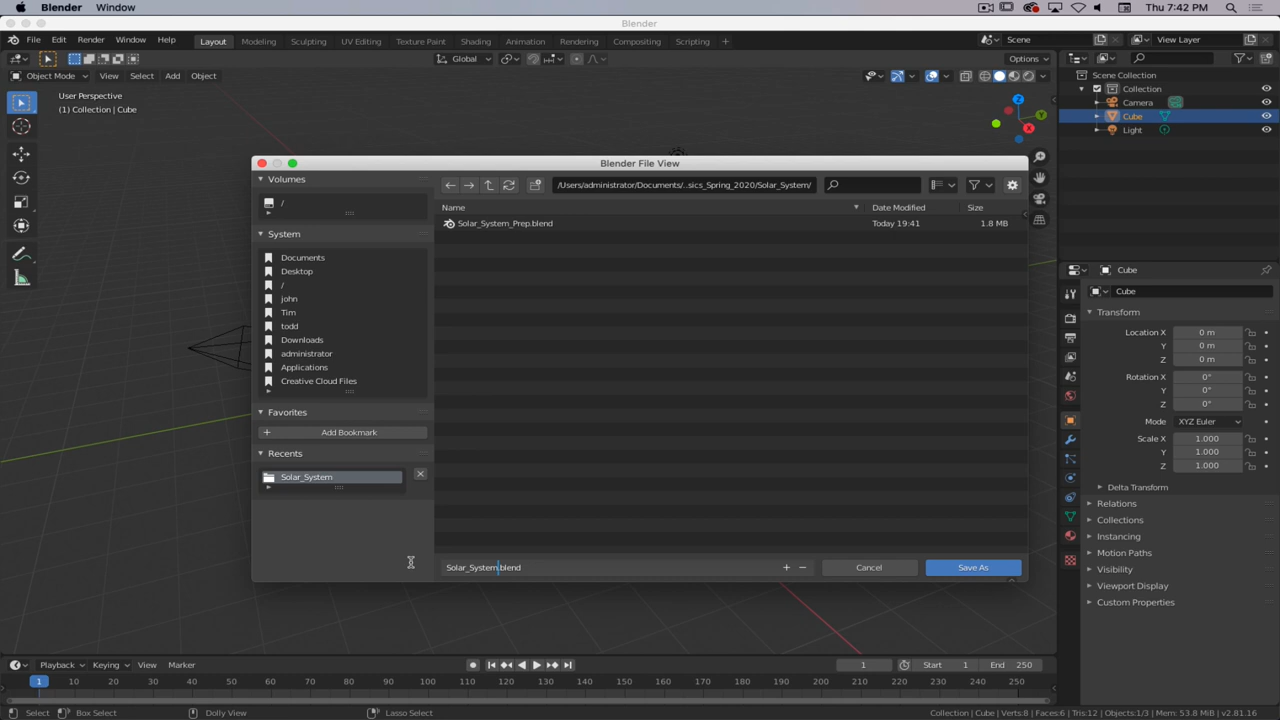 Blender Window Thu 7:42 PM
Blender
File Edit Render Window Help Layout Modeling Sculpting UV Editing Texture Paint Shading Animation Rendering Compositing Scripting + Scene View Layer
Global Options
Object Mode View Select Add Object
User Perspective
(1) Collection | Cube
Z
Y
X
Scene Collection
Collection
Camera
Cube
Light
Blender File View
Volumes
/
System
Documents
Desktop
/
john
Tim
todd
Downloads
administrator
Applications
Creative Cloud Files
Favorites
+ Add Bookmark
Recents
Solar_System
/Users/administrator/Documents/..sics_Spring_2020/Solar_System/
Name Date Modified Size
Solar_System_Prep.blend Today 19:41 1.8 MB
Solar_System.blend + − Cancel Save As
Cube
Cube
Transform
Location X 0 m
Y 0 m
Z 0 m
Rotation X 0°
Y 0°
Z 0°
Mode XYZ Euler
Scale X 1.000
Y 1.000
Z 1.000
Delta Transform
Relations
Collections
Instancing
Motion Paths
Visibility
Viewport Display
Custom Properties
Playback Keying View Marker 1 Start 1 End 250
1 10 20 30 40 50 60 70 80 90 100 110 120 130 140 150 160 170 180 190 200 210 220 230 240 250
Select Box Select Dolly View Lasso Select Collection | Cube | Verts:8 | Faces:6 | Tris:12 | Objects:1/3 | Mem: 53.8 MiB | v2.81.16